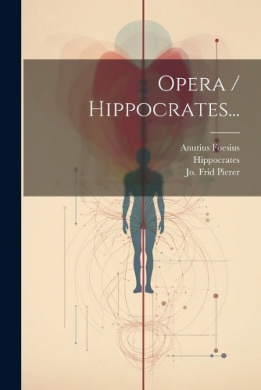 Opera /
Hippocrates...
Anutius Foesius
Hippocrates
Jo. Frid Pierer